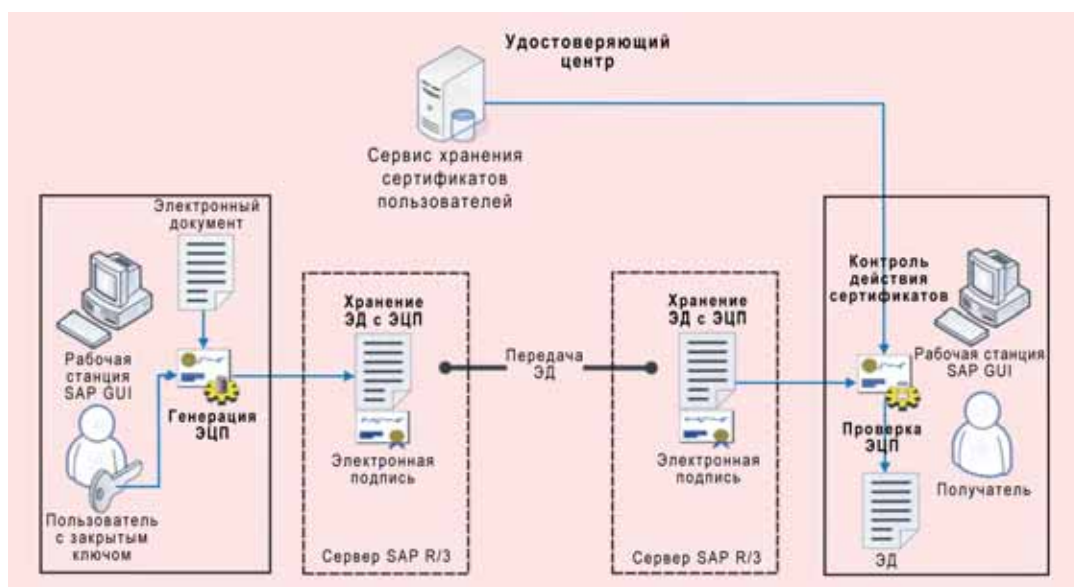 Удостоверяющий
центр
Сервис хранения
сертификатов
пользователей
Электронный
документ
Рабочая
станция
SAP GUI
Генерация
ЭЦП
Пользователь
с закрытым
ключом
Хранение
ЭД с ЭЦП
Электронная
подпись
Сервер SAP R/3
Передача
ЭД
Хранение
ЭД с ЭЦП
Электронная
подпись
Сервер SAP R/3
Контроль
действия
сертификатов
Рабочая станция
SAP GUI
Проверка
ЭЦП
Получатель
ЭД